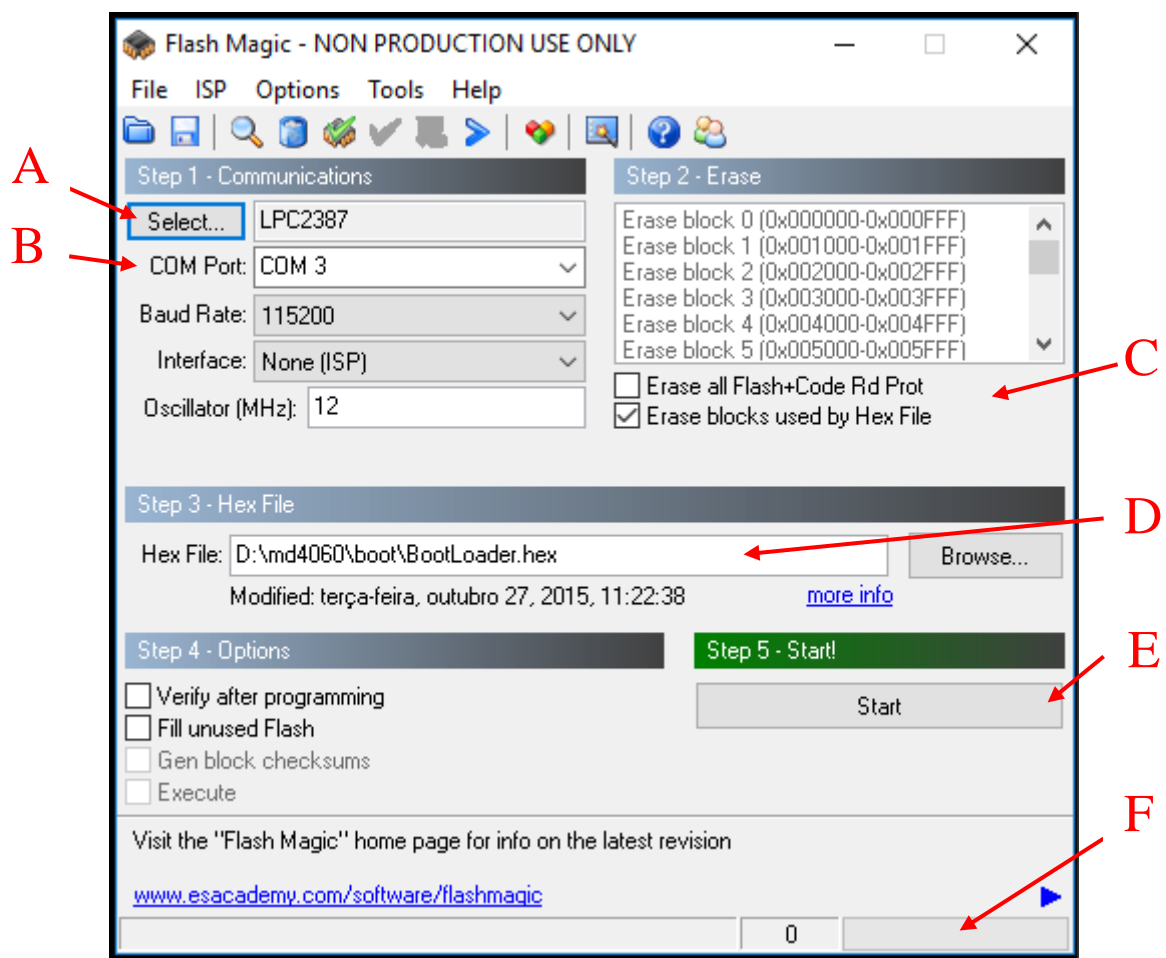 Flash Magic - NON PRODUCTION USE ONLY
File ISP Options Tools Help
A
Step 1 - Communications
Step 2 - Erase
Select... LPC2387
B
COM Port: COM 3
Baud Rate: 115200
Interface: None (ISP)
Oscillator (MHz): 12
Erase block 0 (0x000000-0x000FFF)
Erase block 1 (0x001000-0x001FFF)
Erase block 2 (0x002000-0x002FFF)
Erase block 3 (0x003000-0x003FFF)
Erase block 4 (0x004000-0x004FFF)
Erase block 5 (0x005000-0x005FFF)
C
Erase all Flash+Code Rd Prot
Erase blocks used by Hex File
Step 3 - Hex File
D
Hex File: D:\md4060\boot\BootLoader.hex Browse...
Modified: terça-feira, outubro 27, 2015, 11:22:38 more info
Step 4 - Options
Verify after programming
Fill unused Flash
Gen block checksums
Execute
Step 5 - Start!
E
Start
F
Visit the "Flash Magic" home page for info on the latest revision
www.esacademy.com/software/flashmagic
0